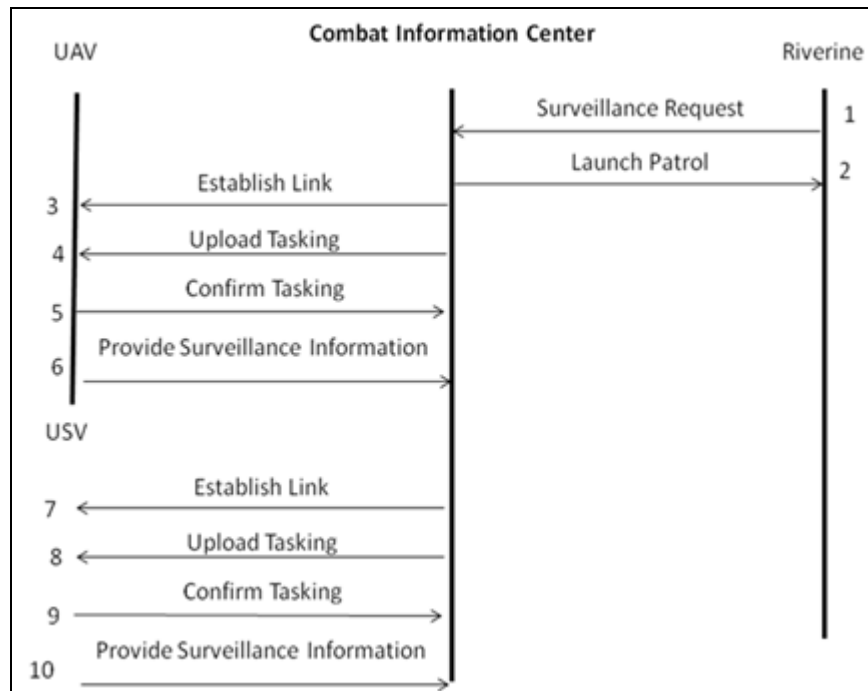 Combat Information Center
UAV
Riverine
Surveillance Request
1
Launch Patrol
2
Establish Link
3
Upload Tasking
4
Confirm Tasking
5
Provide Surveillance Information
6
USV
Establish Link
7
Upload Tasking
8
Confirm Tasking
9
Provide Surveillance Information
10